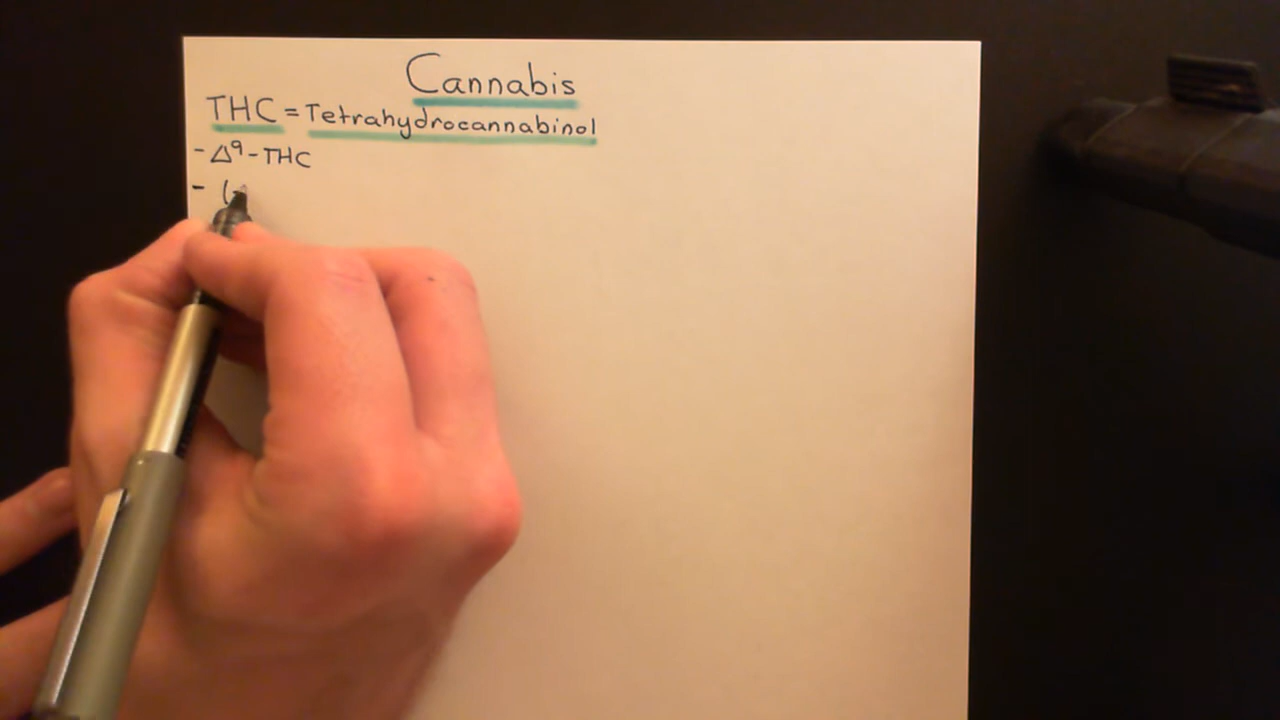 Cannabis
THC = Tetrahydrocannabinol
- Δ⁹-THC
- (